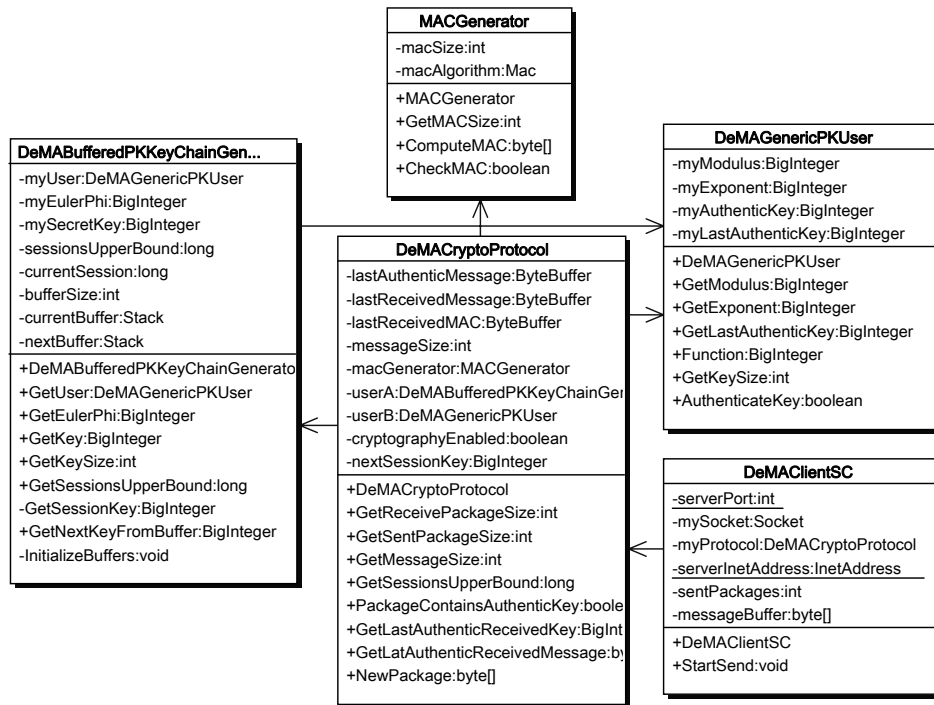 MACGenerator
-macSize:int
-macAlgorithm:Mac
+MACGenerator
+GetMACSize:int
+ComputeMAC:byte[]
+CheckMAC:boolean
DeMABufferedPKKeyChainGen...
-myUser:DeMAGenericPKUser
-myEulerPhi:BigInteger
-mySecretKey:BigInteger
-sessionsUpperBound:long
-currentSession:long
-bufferSize:int
-currentBuffer:Stack
-nextBuffer:Stack
+DeMABufferedPKKeyChainGenerato
+GetUser:DeMAGenericPKUser
+GetEulerPhi:BigInteger
+GetKey:BigInteger
+GetKeySize:int
+GetSessionsUpperBound:long
-GetSessionKey:BigInteger
+GetNextKeyFromBuffer:BigInteger
-InitializeBuffers:void
DeMACryptoProtocol
-lastAuthenticMessage:ByteBuffer
-lastReceivedMessage:ByteBuffer
-lastReceivedMAC:ByteBuffer
-messageSize:int
-macGenerator:MACGenerator
-userA:DeMABufferedPKKeyChainGer
-userB:DeMAGenericPKUser
-cryptographyEnabled:boolean
-nextSessionKey:BigInteger
+DeMACryptoProtocol
+GetReceivePackageSize:int
+GetSentPackageSize:int
+GetMessageSize:int
+GetSessionsUpperBound:long
+PackageContainsAuthenticKey:boole
+GetLastAuthenticReceivedKey:BigInt
+GetLatAuthenticReceivedMessage:by
+NewPackage:byte[]
DeMAGenericPKUser
-myModulus:BigInteger
-myExponent:BigInteger
-myAuthenticKey:BigInteger
-myLastAuthenticKey:BigInteger
+DeMAGenericPKUser
+GetModulus:BigInteger
+GetExponent:BigInteger
+GetLastAuthenticKey:BigInteger
+Function:BigInteger
+GetKeySize:int
+AuthenticateKey:boolean
DeMAClientSC
-serverPort:int
-mySocket:Socket
-myProtocol:DeMACryptoProtocol
-serverInetAddress:InetAddress
-sentPackages:int
-messageBuffer:byte[]
+DeMAClientSC
+StartSend:void